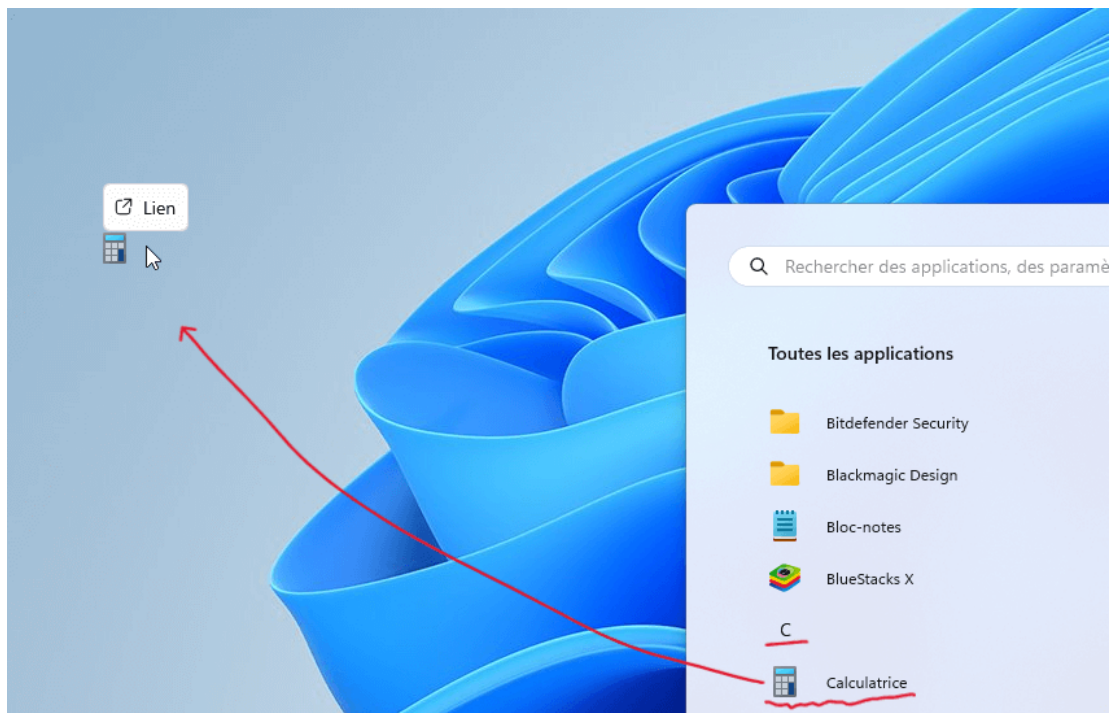 Lien
Rechercher des applications, des paramè
Toutes les applications
Bitdefender Security
Blackmagic Design
Bloc-notes
BlueStacks X
C
Calculatrice